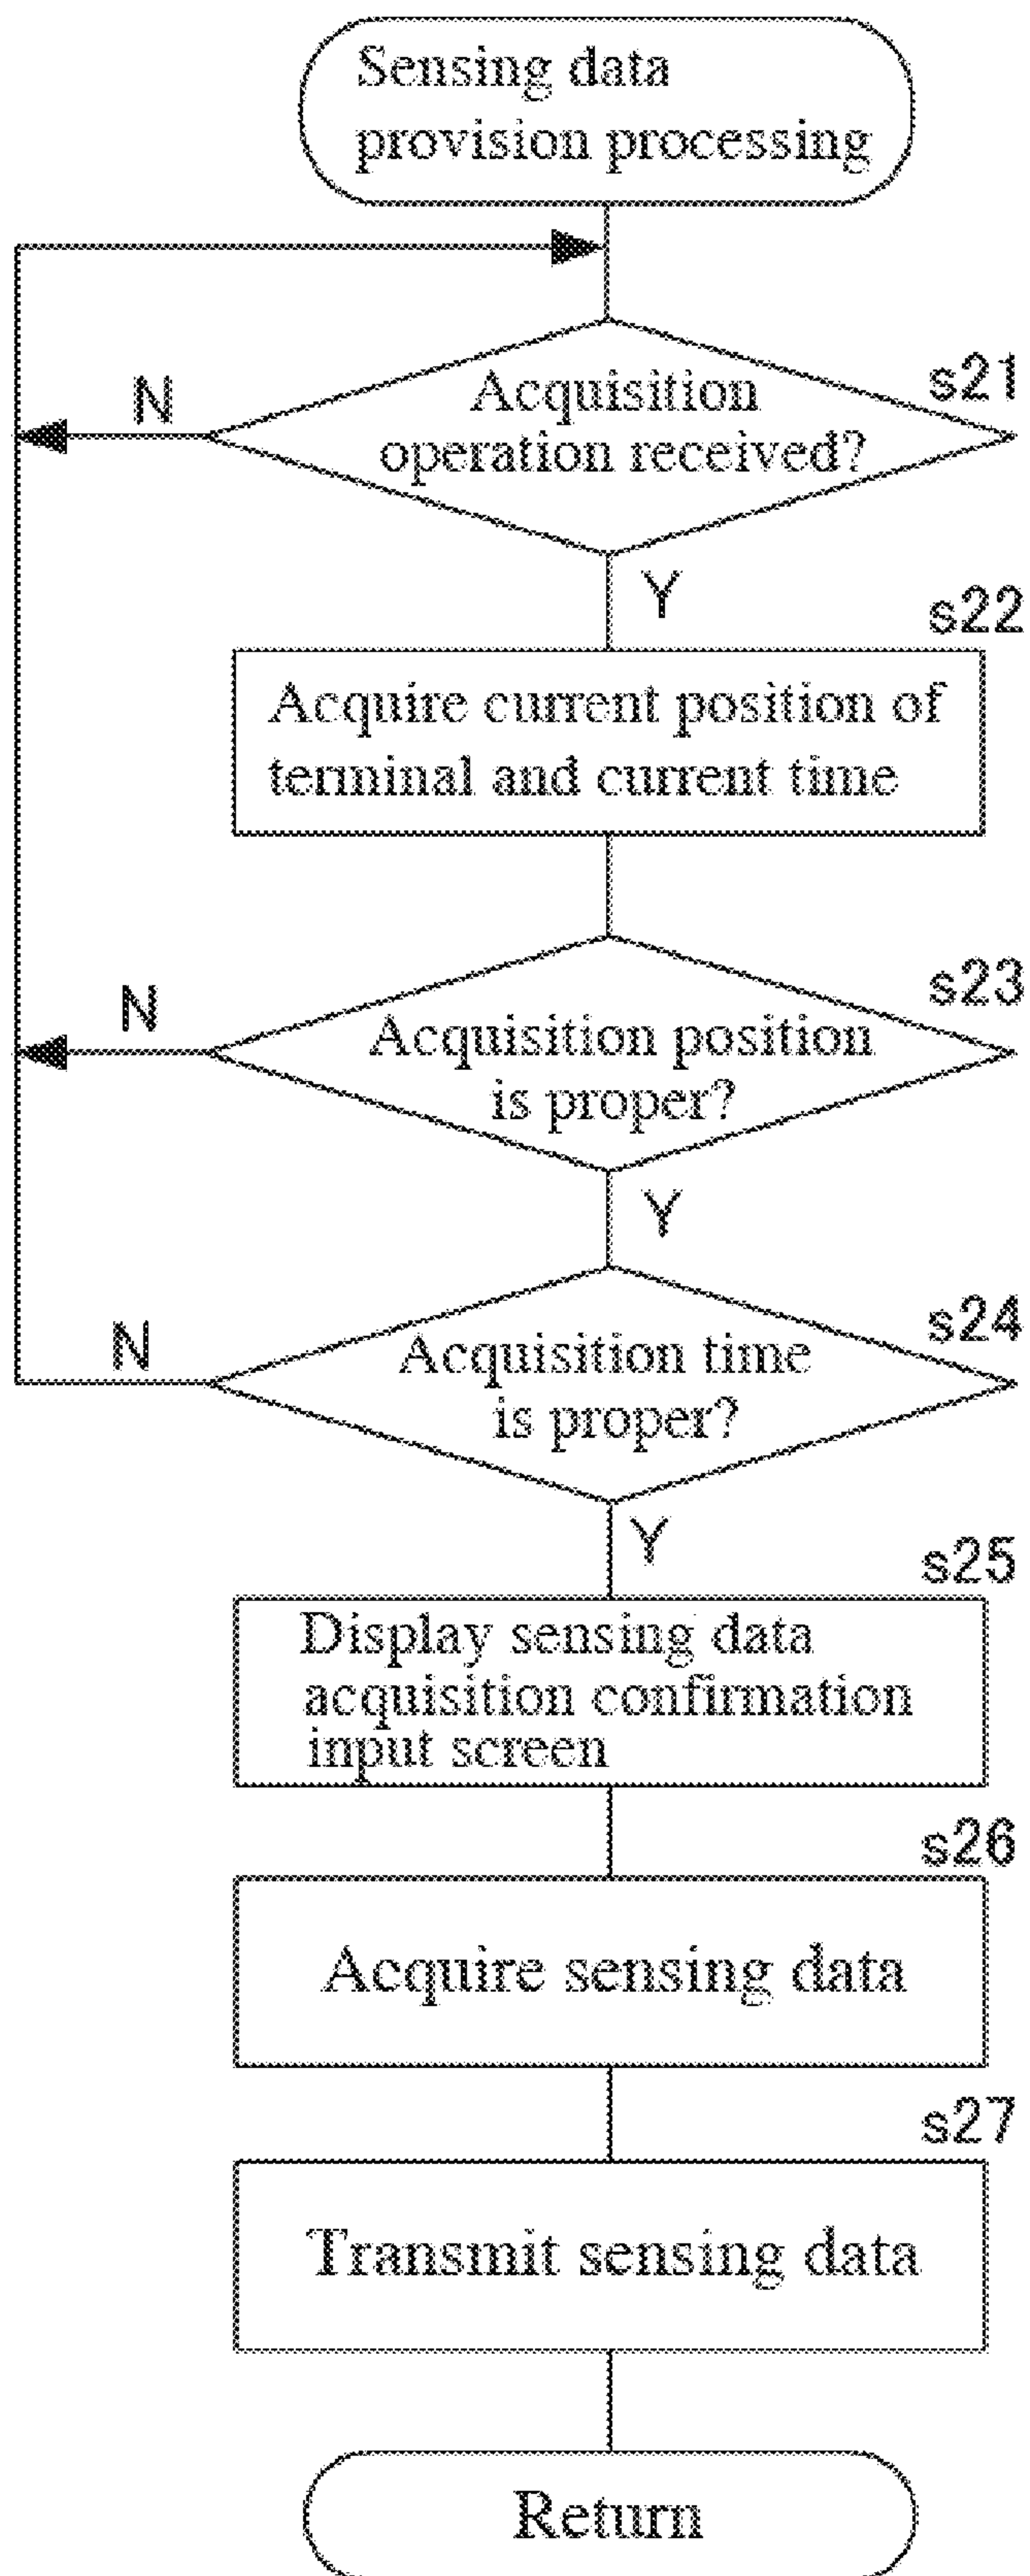 Sensing data
provision processing
s21
Acquisition
operation received?
N
Y
s22
Acquire current position of
terminal and current time
s23
Acquisition position
is proper?
N
Y
s24
Acquisition time
is proper?
N
Y
s25
Display sensing data
acquisition confirmation
input screen
s26
Acquire sensing data
s27
Transmit sensing data
Return